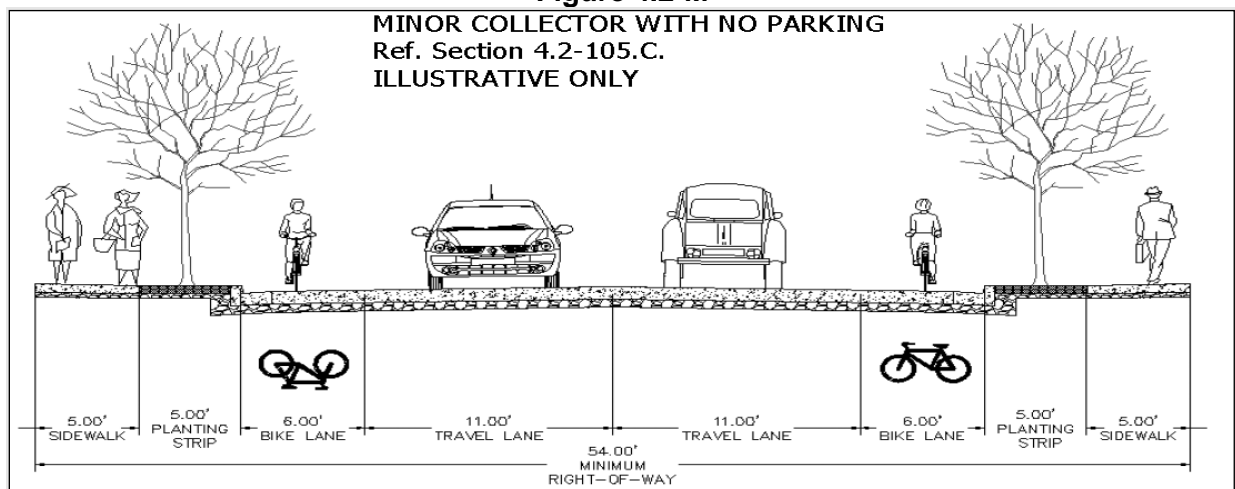 MINOR COLLECTOR WITH NO PARKING
Ref. Section 4.2-105.C.
ILLUSTRATIVE ONLY
5.00' SIDEWALK
5.00' PLANTING STRIP
6.00' BIKE LANE
11.00' TRAVEL LANE
11.00' TRAVEL LANE
6.00' BIKE LANE
5.00' PLANTING STRIP
5.00' SIDEWALK
54.00'
MINIMUM
RIGHT-OF-WAY